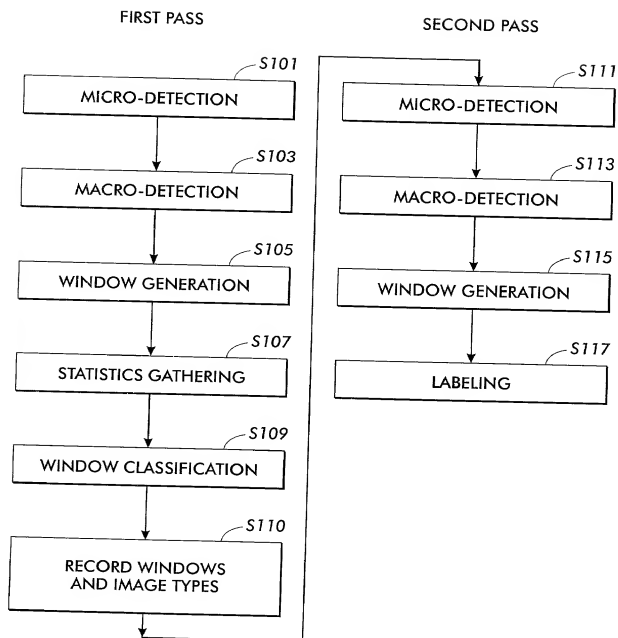 FIRST PASS
S101
MICRO-DETECTION
S103
MACRO-DETECTION
S105
WINDOW GENERATION
S107
STATISTICS GATHERING
S109
WINDOW CLASSIFICATION
S110
RECORD WINDOWS
AND IMAGE TYPES
SECOND PASS
S111
MICRO-DETECTION
S113
MACRO-DETECTION
S115
WINDOW GENERATION
S117
LABELING